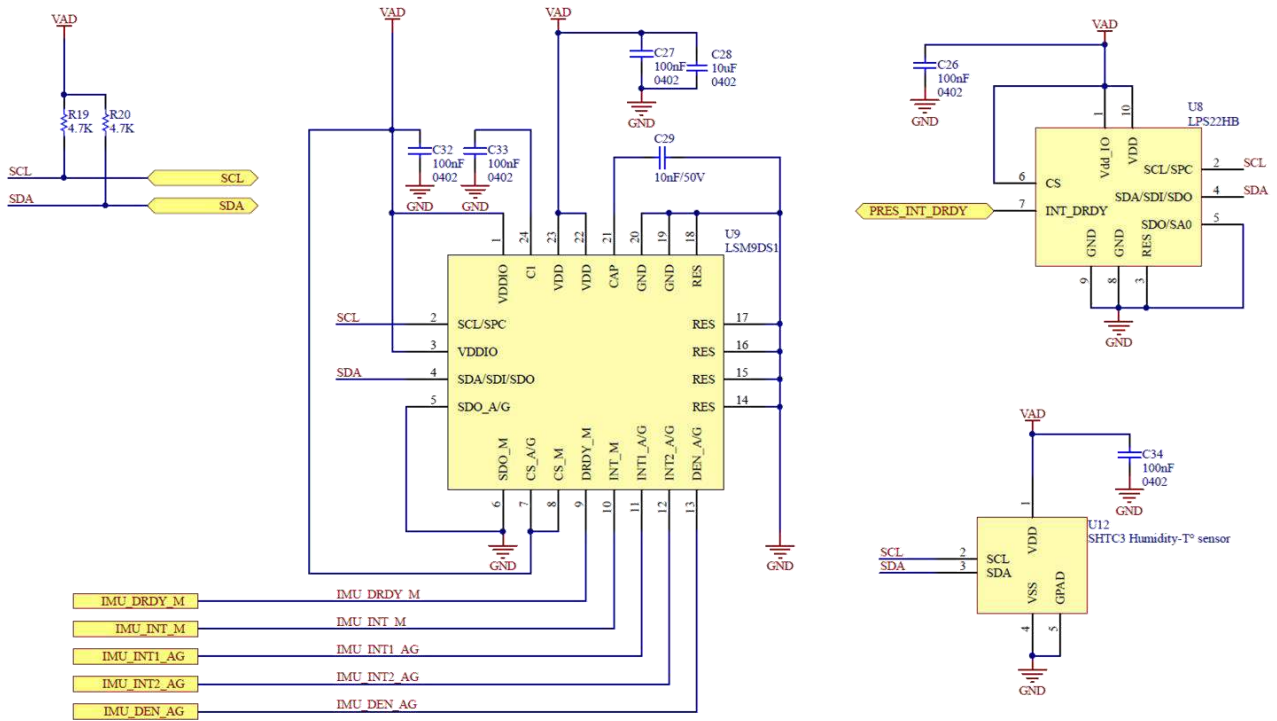 VAD
R19
4.7K
R20
4.7K
SCL
SCL
SDA
SDA
VAD
VAD
C27
100nF
0402
C28
10uF
0402
GND
C32
100nF
0402
GND
C33
100nF
0402
GND
C29
10nF/50V
U9
LSM9DS1
1
24
23
22
21
20
19
18
VDDIO
CI
VDD
VDD
CAP
GND
GND
RES
SCL
2
SCL/SPC
RES
17
3
VDDIO
RES
16
SDA
4
SDA/SDI/SDO
RES
15
5
SDO_A/G
RES
14
SDO_M
CS_A/G
CS_M
DRDY_M
INT_M
INT1_A/G
INT2_A/G
DEN_A/G
6
7
8
9
10
11
12
13
GND
GND
IMU_DRDY_M
IMU_DRDY_M
IMU_INT_M
IMU_INT_M
IMU_INT1_AG
IMU_INT1_AG
IMU_INT2_AG
IMU_INT2_AG
IMU_DEN_AG
IMU_DEN_AG
VAD
C26
100nF
0402
GND
U8
LPS22HB
1
10
Vdd_IO
VDD
SCL/SPC
2
SCL
6
CS
SDA/SDI/SDO
4
SDA
PRES_INT_DRDY
7
INT_DRDY
SDO/SA0
5
GND
GND
RES
9
8
3
GND
VAD
C34
100nF
0402
GND
1
U12
SHTC3 Humidity-T° sensor
VDD
SCL
2
SCL
SDA
3
SDA
VSS
GPAD
4
5
GND